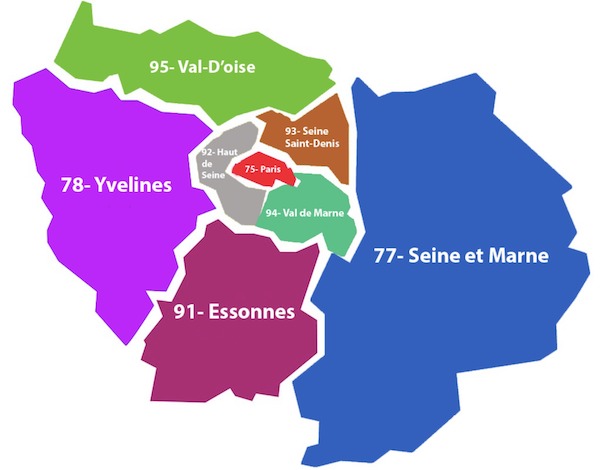 95- Val-D'oise
93- Seine
Saint-Denis
92- Haut
de
Seine
75- Paris
78- Yvelines
94- Val de Marne
77- Seine et Marne
91- Essonnes